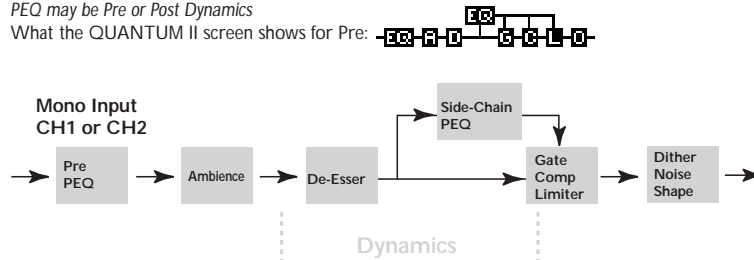 PEQ may be Pre or Post Dynamics
What the QUANTUM II screen shows for Pre:
EQ
EQ A D G C L O
Mono Input
CH1 or CH2
Pre
PEQ
Ambience
De-Esser
Side-Chain
PEQ
Gate
Comp
Limiter
Dither
Noise
Shape
Dynamics